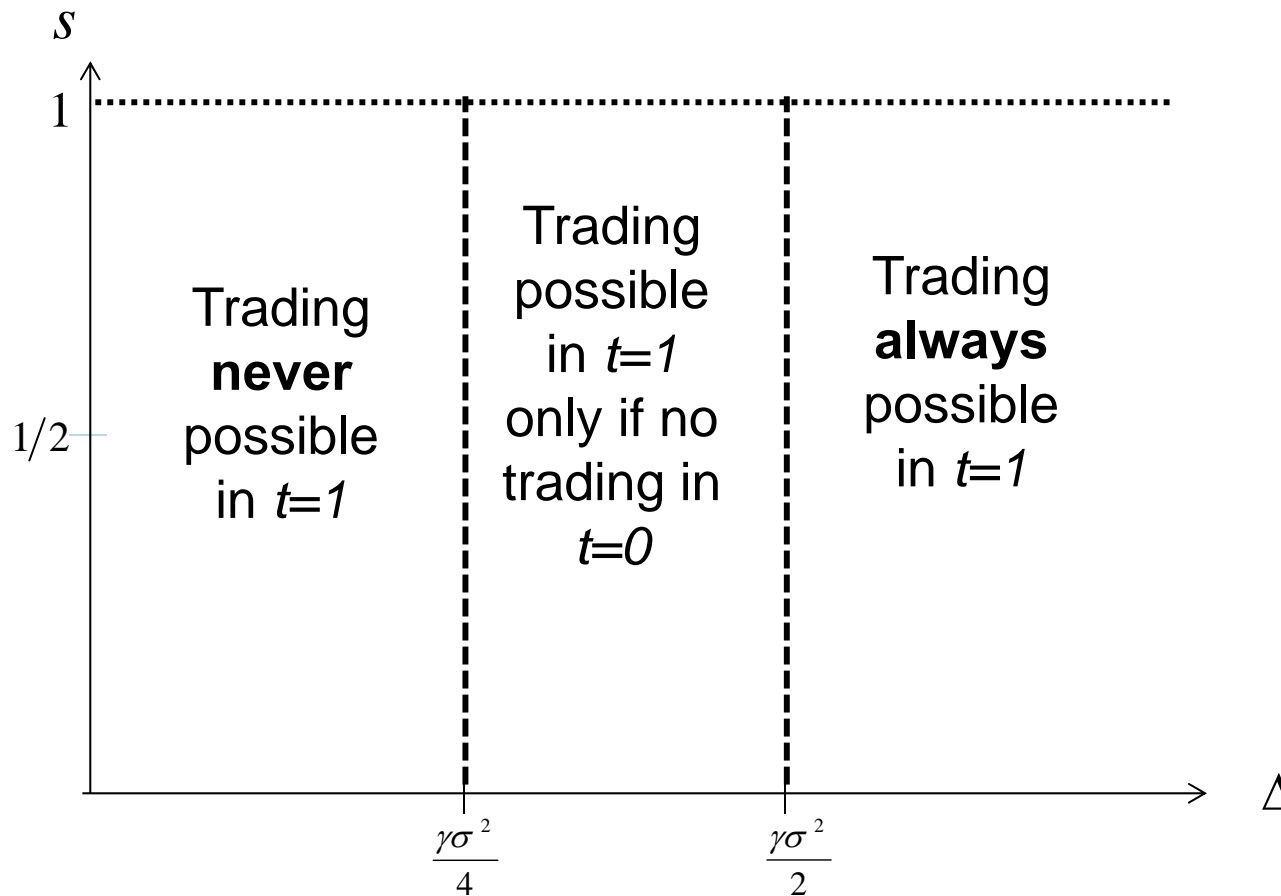 s
1
Trading
never
possible
in t=1
Trading
possible
in t=1
only if no
trading in
t=0
Trading
always
possible
in t=1
1/2
Δ
γσ²/4
γσ²/2